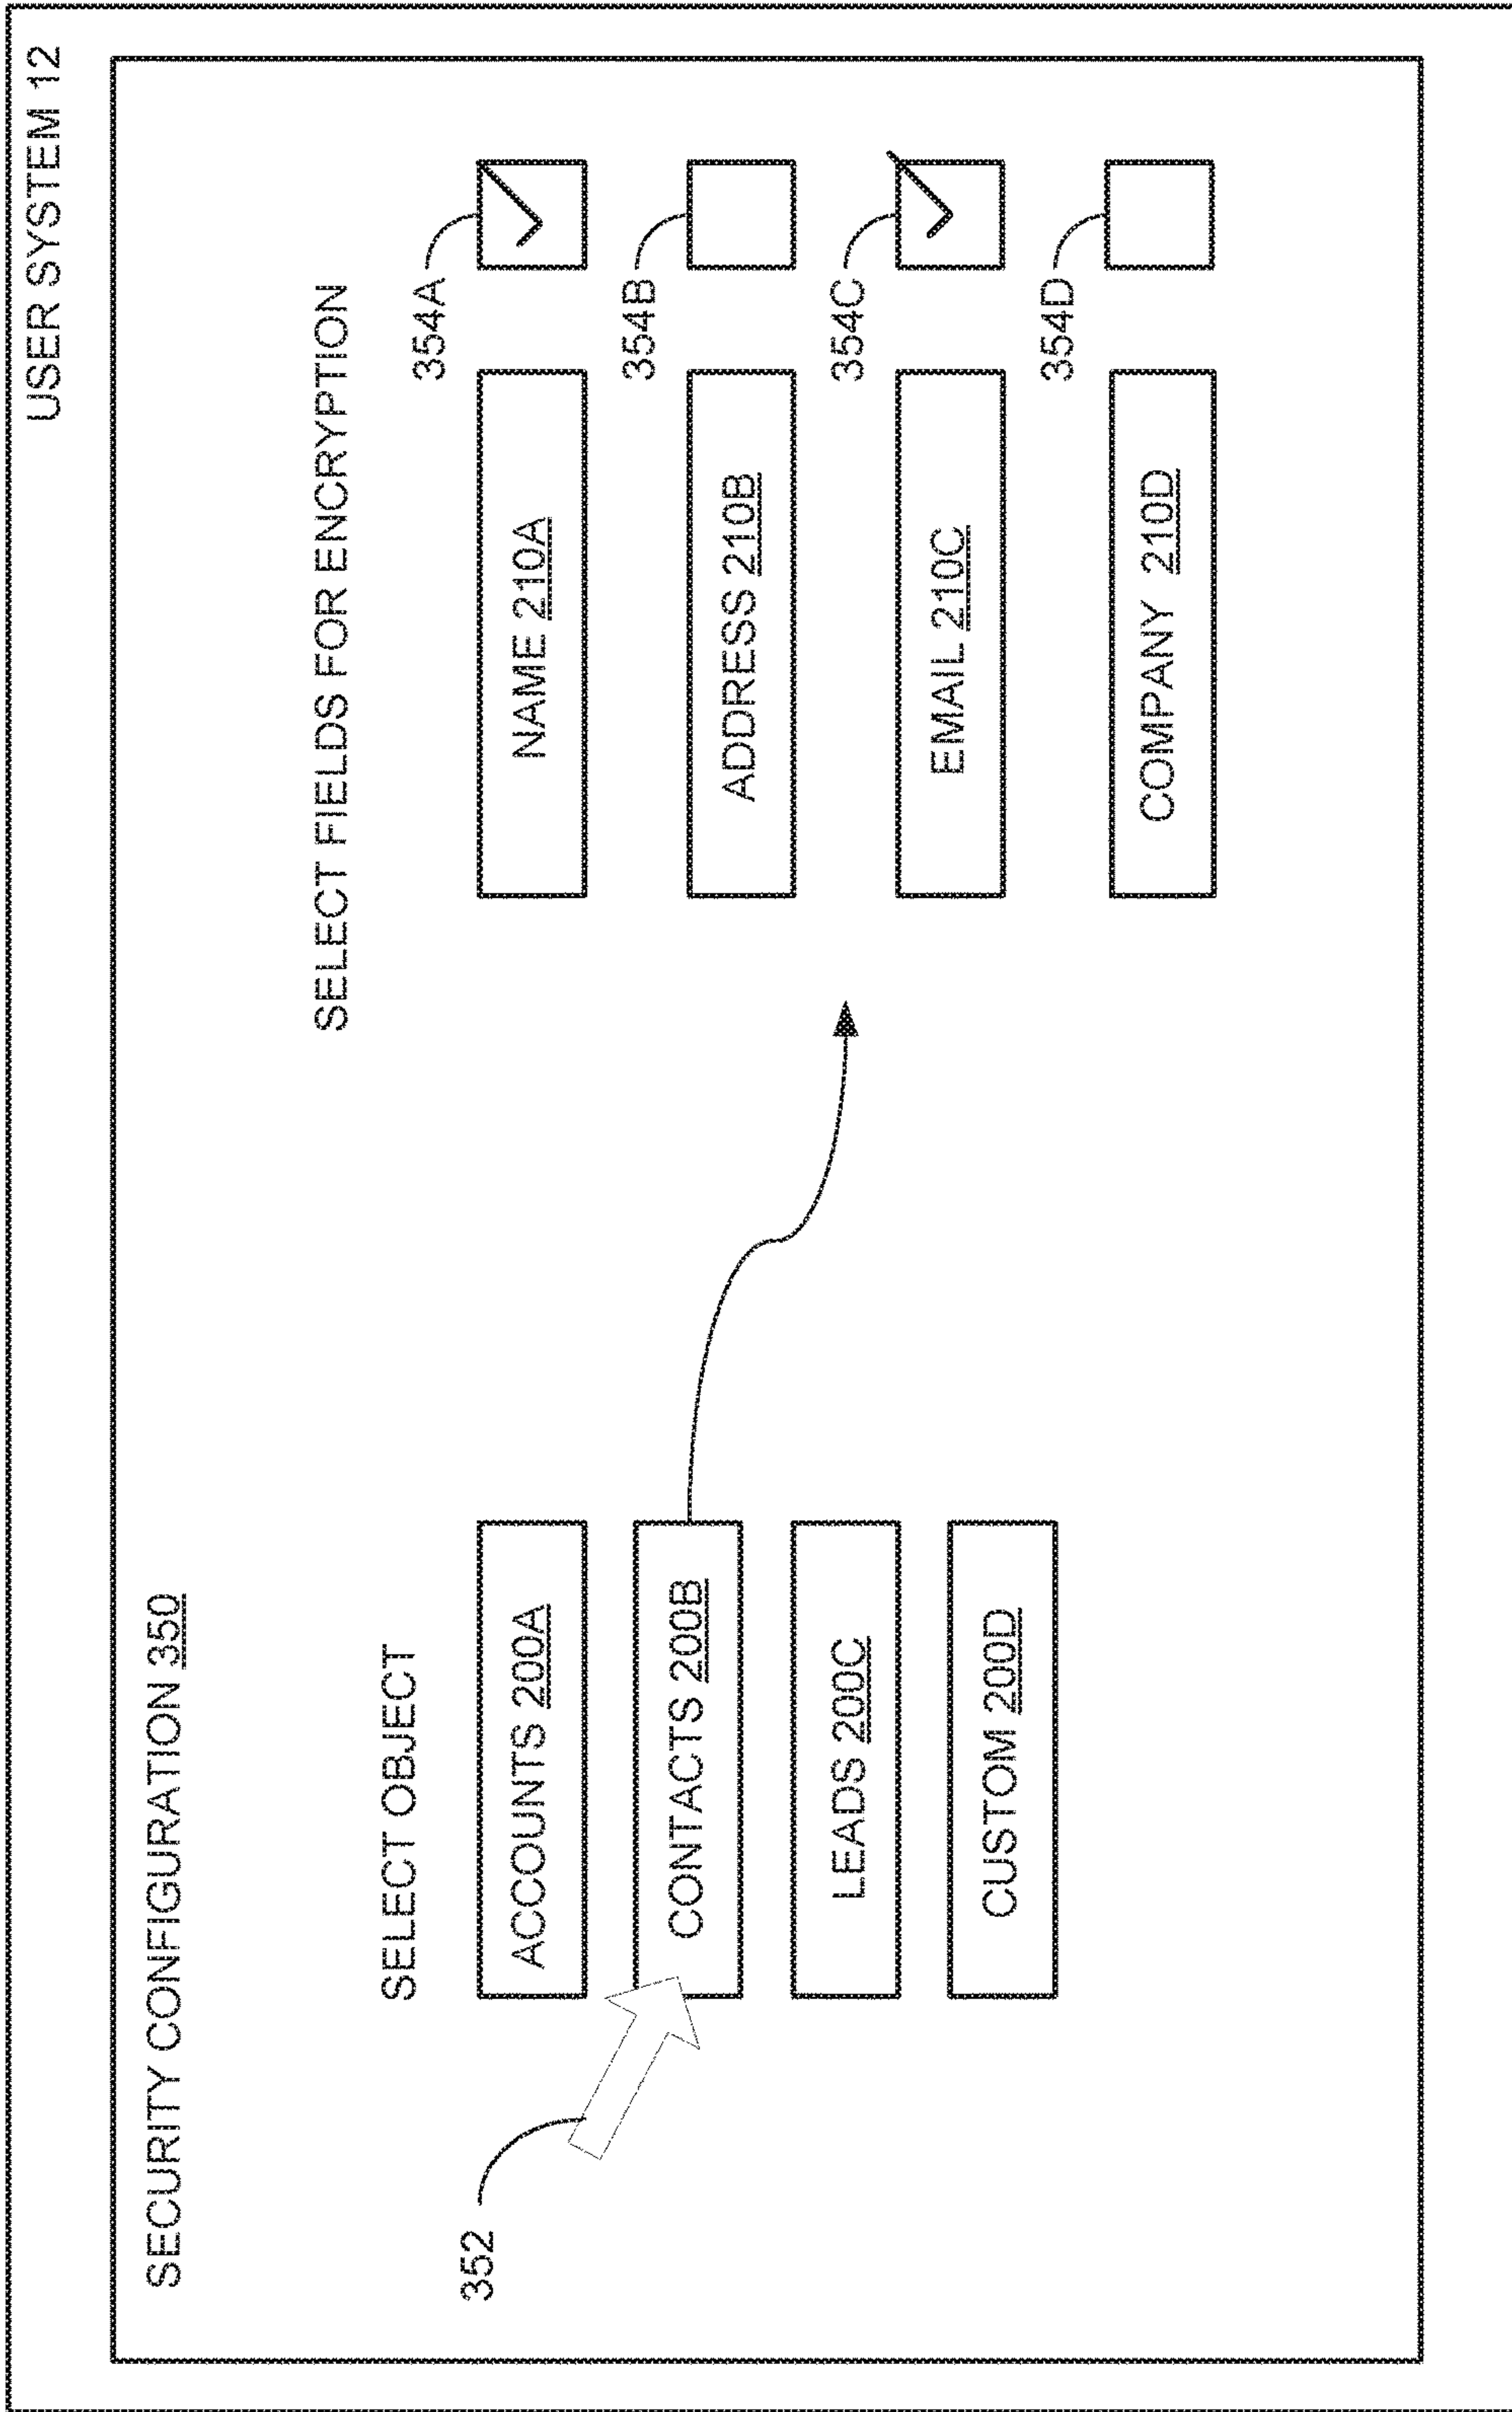 USER SYSTEM 12
SECURITY CONFIGURATION 350
SELECT OBJECT
352
ACCOUNTS 200A
CONTACTS 200B
LEADS 200C
CUSTOM 200D
SELECT FIELDS FOR ENCRYPTION
NAME 210A
354A
ADDRESS 210B
354B
EMAIL 210C
354C
COMPANY 210D
354D